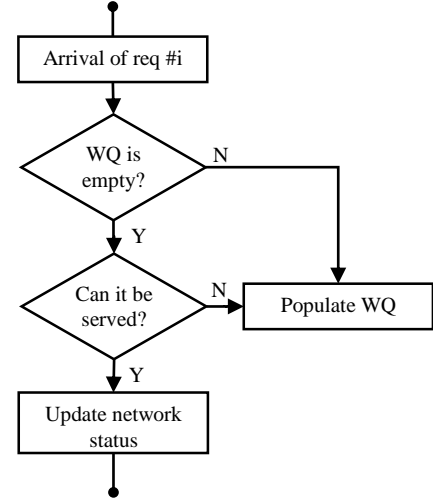 Arrival of req #i
WQ is
empty?
N
Y
Can it be
served?
N
Populate WQ
Y
Update network
status